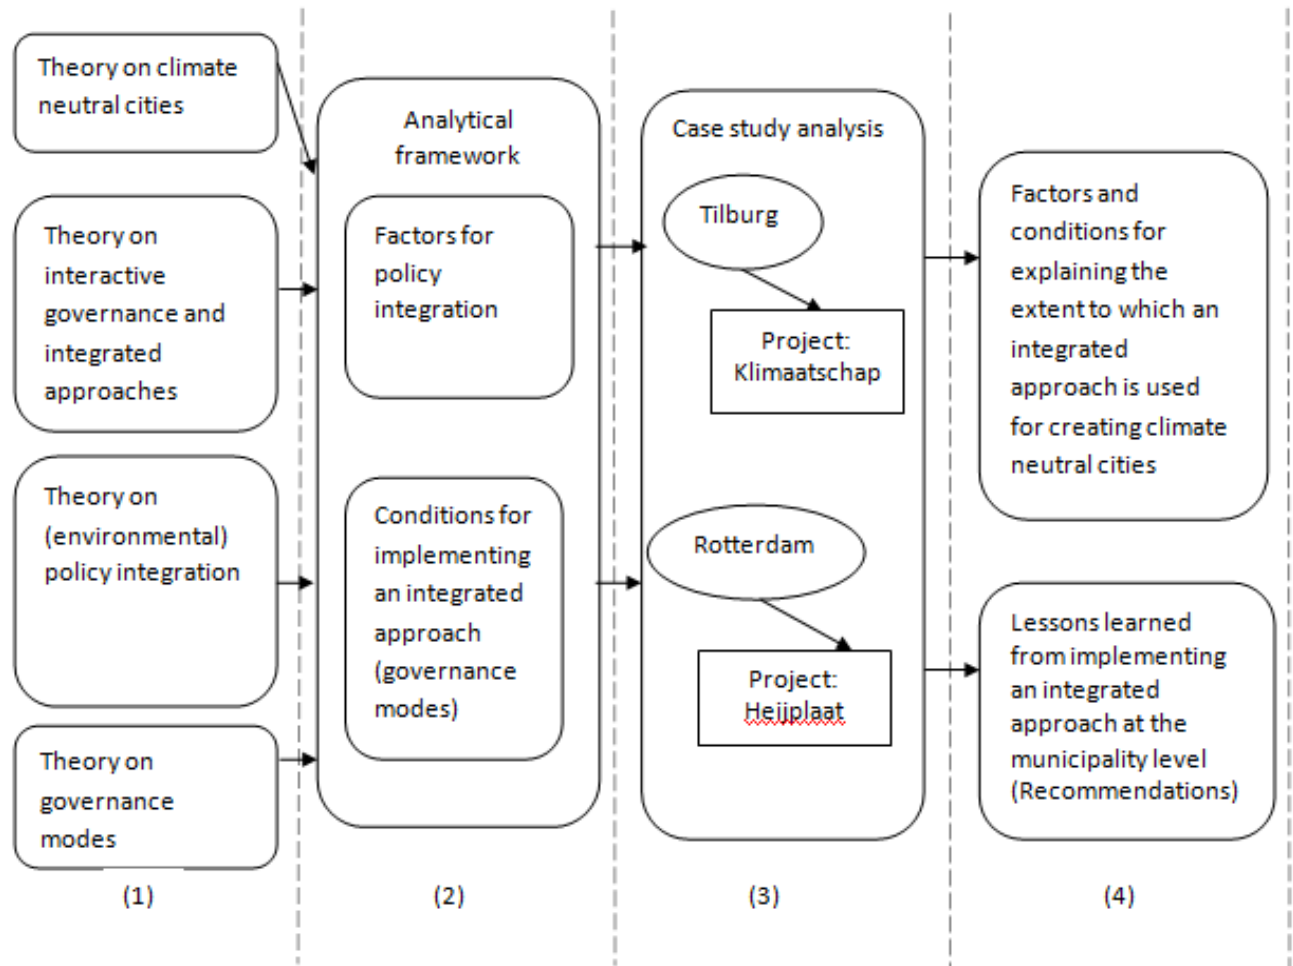 Theory on climate
neutral cities
Theory on
interactive
governance and
integrated
approaches
Theory on
(environmental)
policy integration
Theory on
governance
modes
(1)
Analytical
framework
Factors for
policy
integration
Conditions for
implementing
an integrated
approach
(governance
modes)
(2)
Case study analysis
Tilburg
Project:
Klimaatschap
Rotterdam
Project:
Heijplaat
(3)
Factors and
conditions for
explaining the
extent to which an
integrated
approach is used
for creating climate
neutral cities
Lessons learned
from implementing
an integrated
approach at the
municipality level
(Recommendations)
(4)